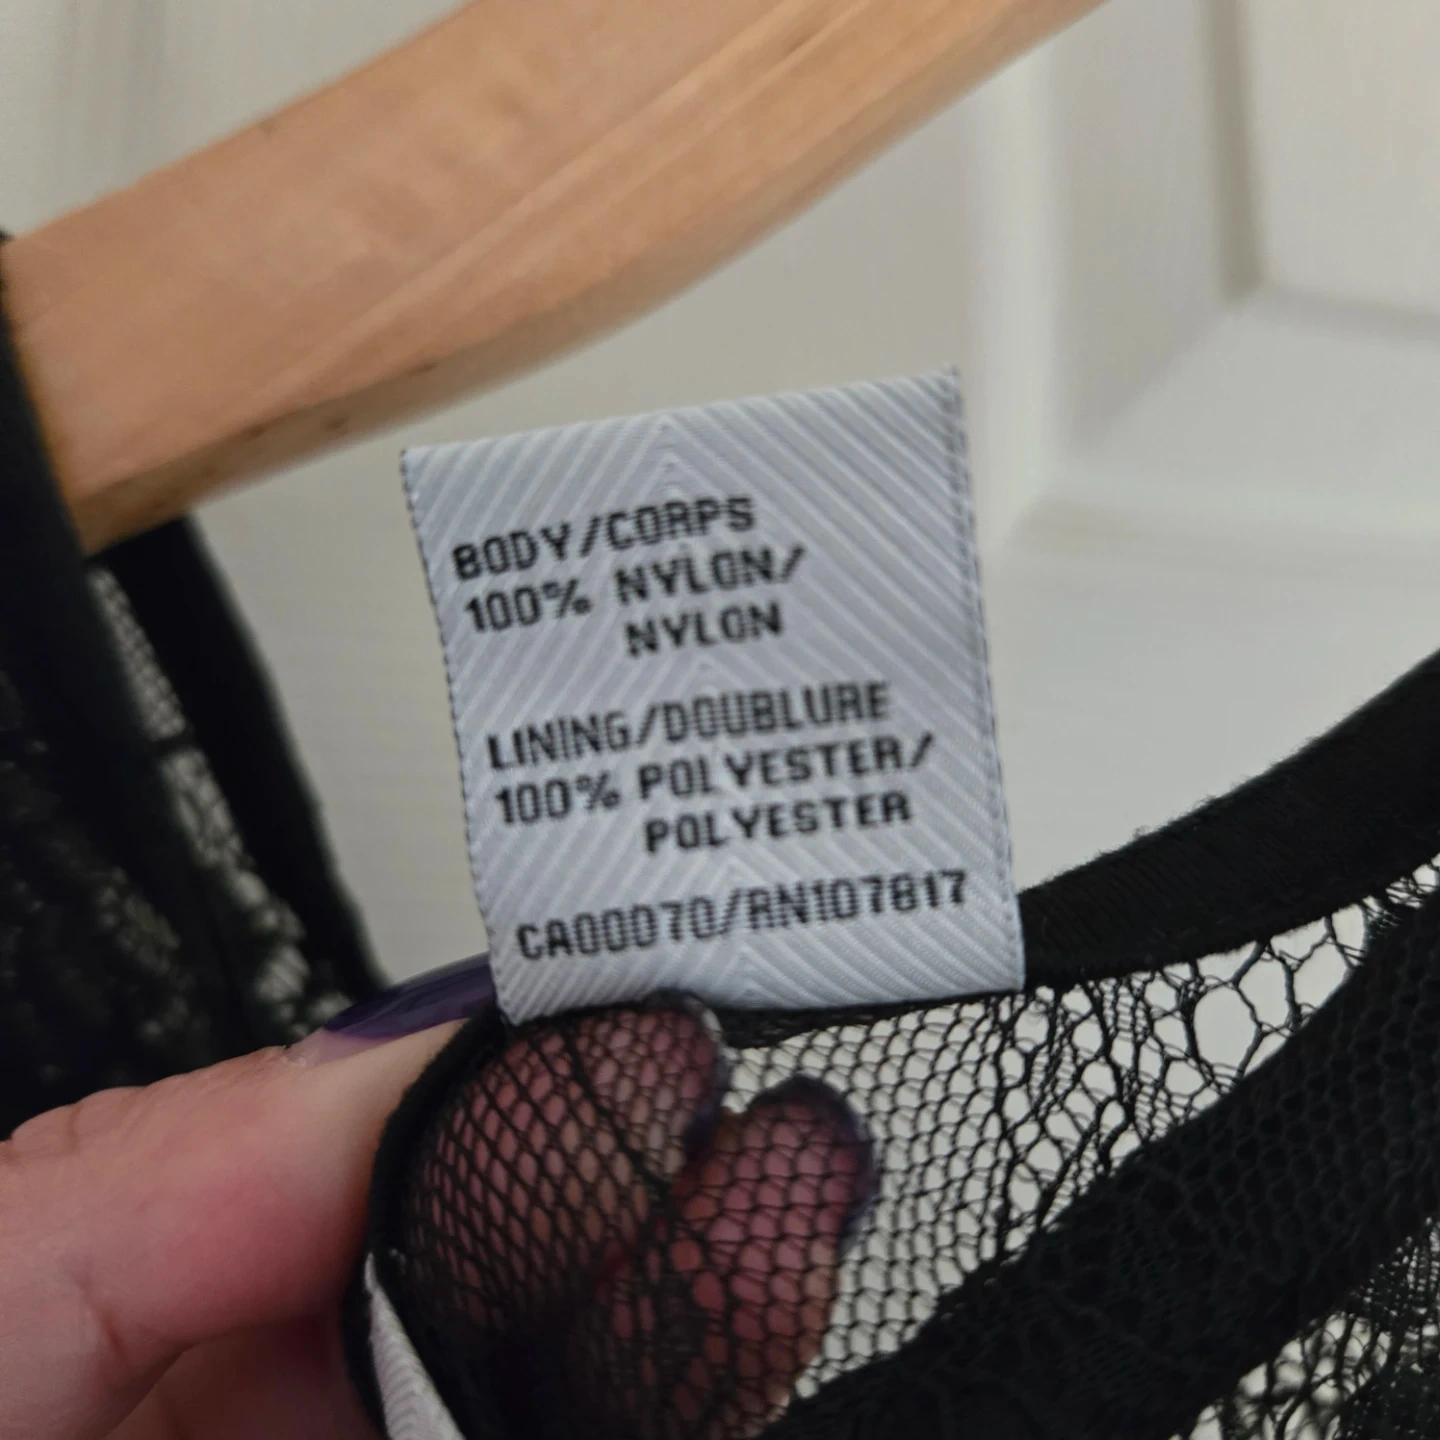 BODY/CORPS
100% NYLON/
NYLON
LINING/DOUBLURE
100% POLYESTER/
POLYESTER
CA00070/RN107817